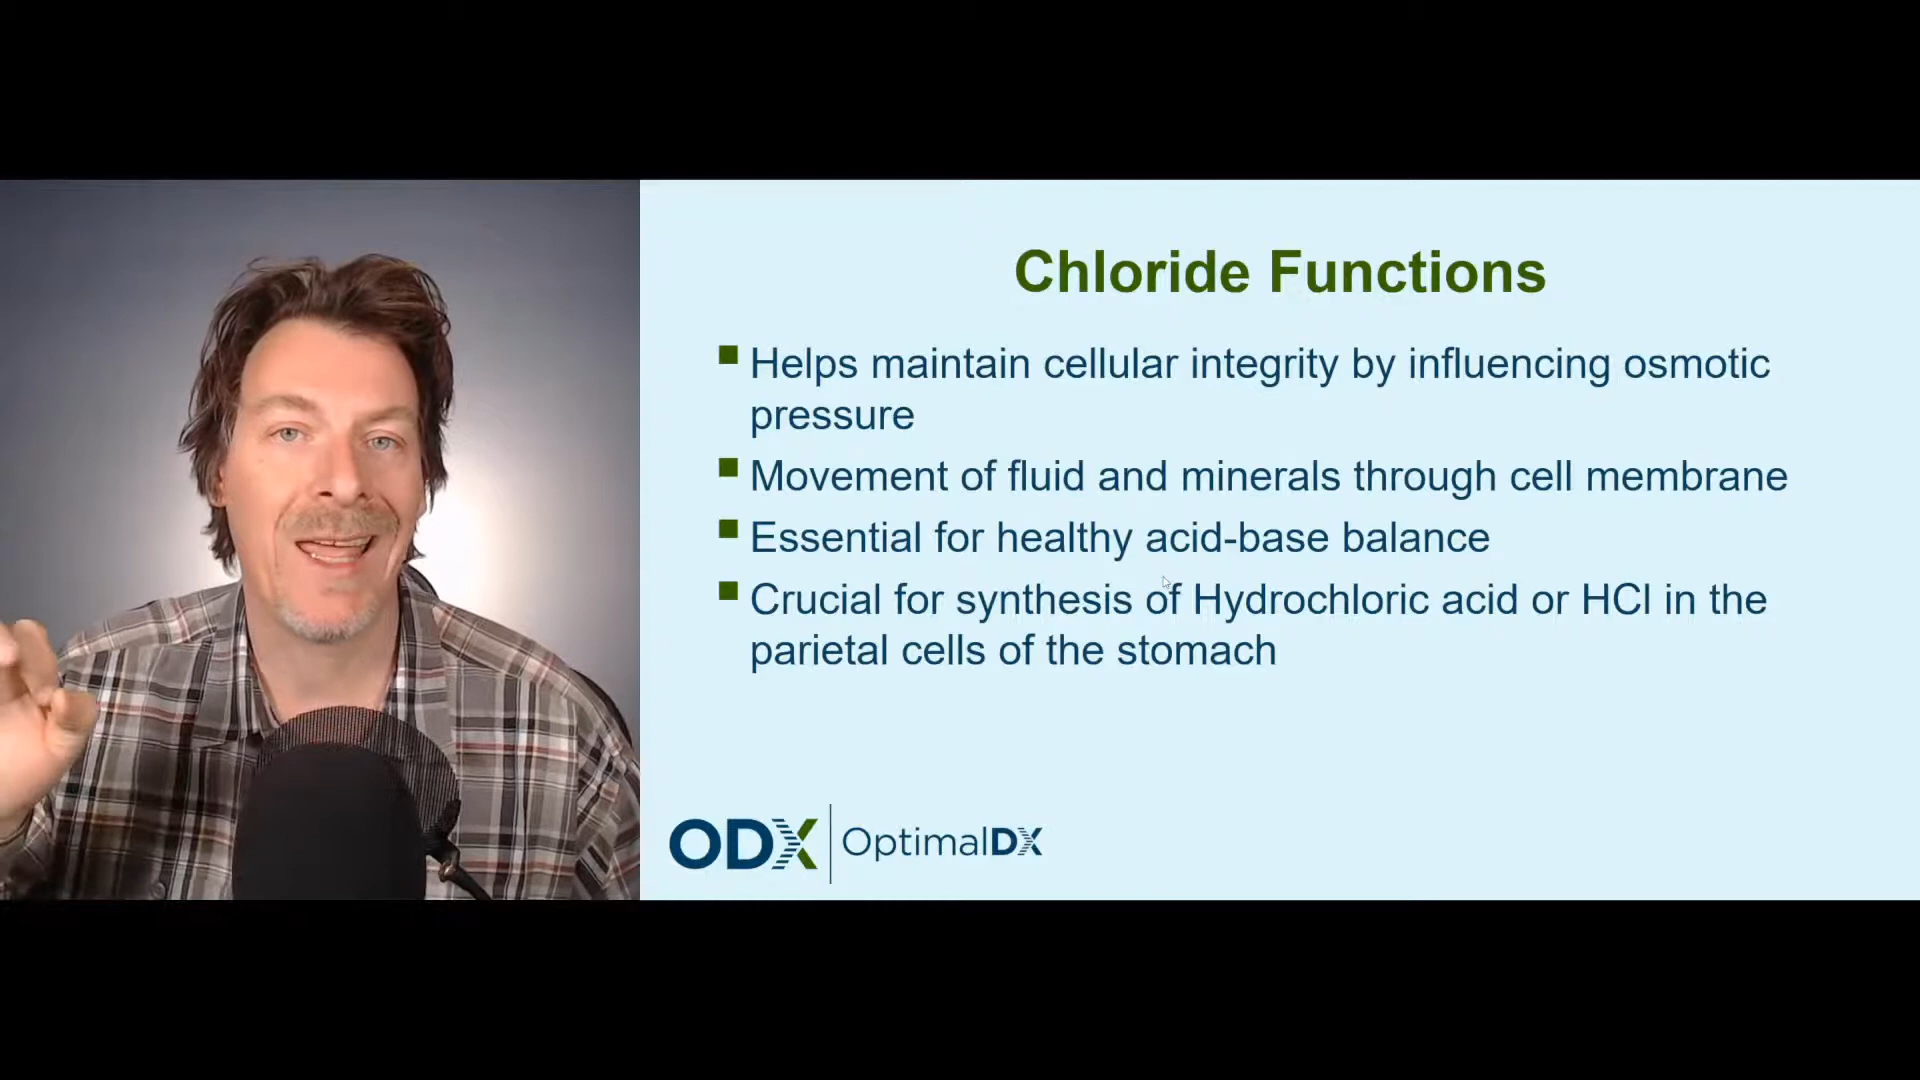 Chloride Functions
Helps maintain cellular integrity by influencing osmotic
pressure
Movement of fluid and minerals through cell membrane
Essential for healthy acid-base balance
Crucial for synthesis of Hydrochloric acid or HCl in the
parietal cells of the stomach
ODX OptimalDX